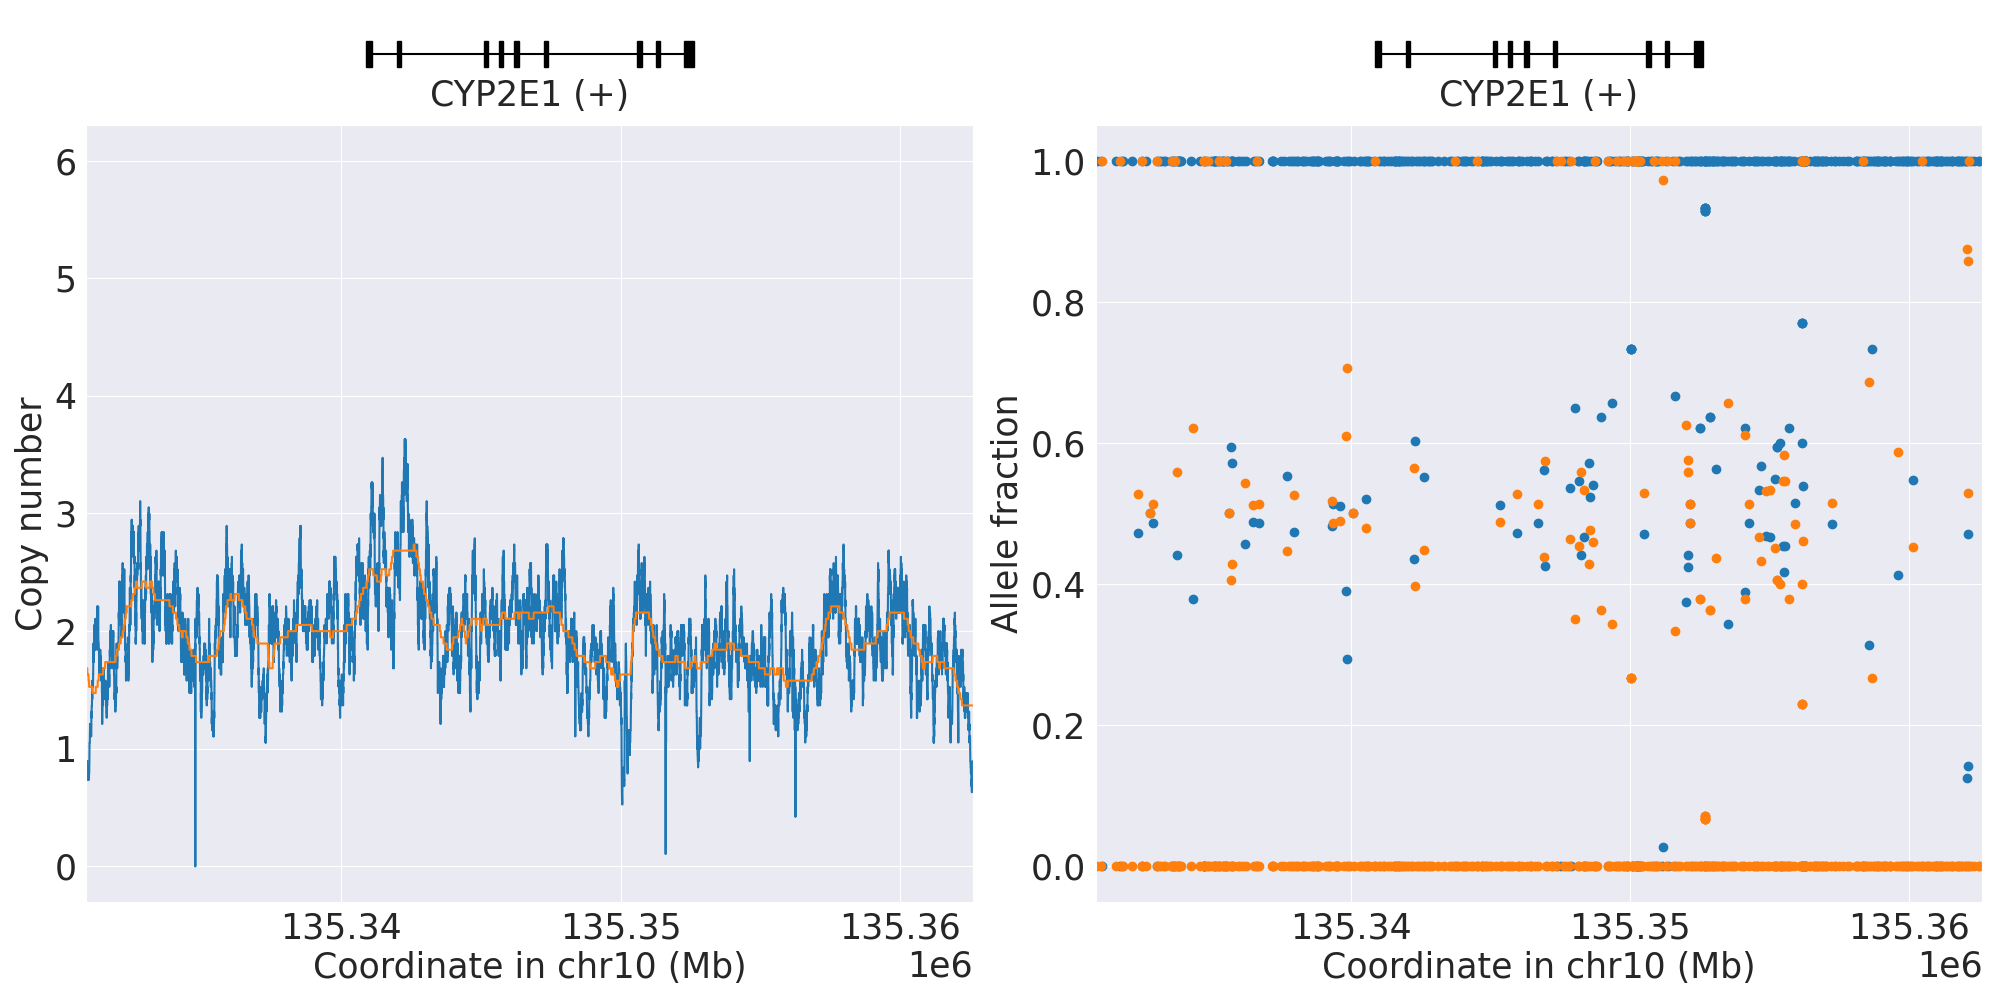 CYP2E1 (+)
Copy number
6
5
4
3
2
1
0
135.34
135.35
135.36
Coordinate in chr10 (Mb)
1e6
CYP2E1 (+)
Allele fraction
1.0
0.8
0.6
0.4
0.2
0.0
135.34
135.35
135.36
Coordinate in chr10 (Mb)
1e6